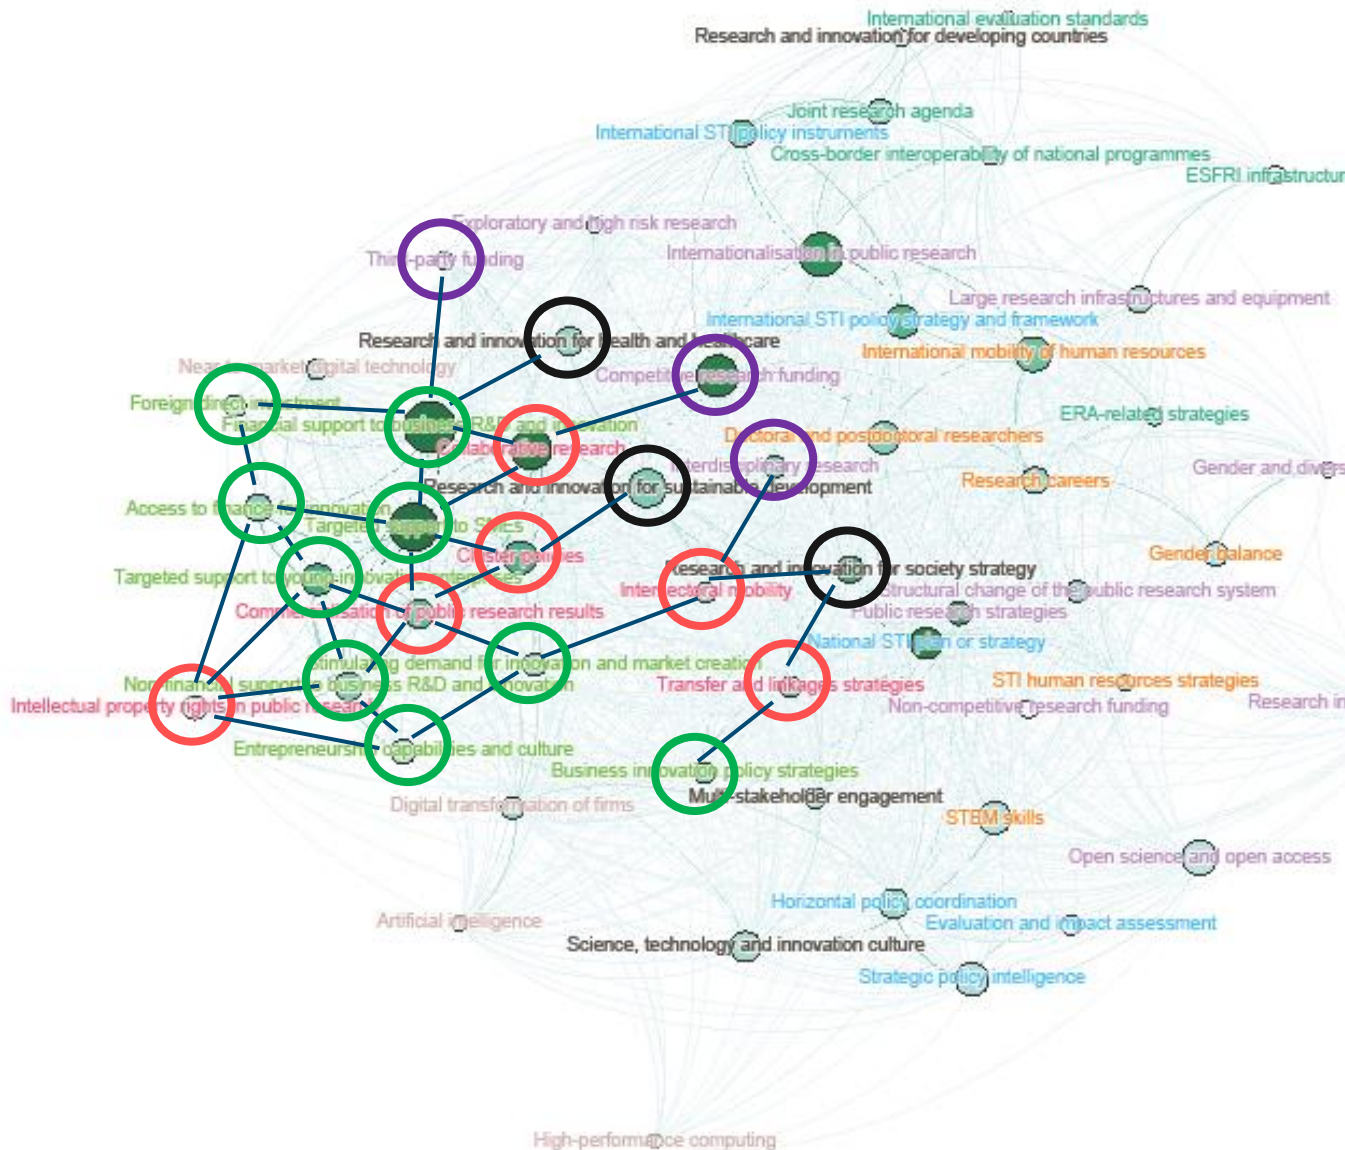 International evaluation standards
Research and innovation for developing countries
Joint research agenda
International STI policy instruments
Cross-border interoperability of national programmes
ESFRI infrastructur
Exploratory and high risk research
Internationalisation in public research
Third-party funding
Large research infrastructures and equipment
International STI policy strategy and framework
Research and innovation for health and healthcare
International mobility of human resources
Near to market digital technology
Competitive research funding
Foreign direct investment
ERA-related strategies
Financial support to business R&D and innovation
Doctoral and postdoctoral researchers
Collaborative research
Interdisciplinary research
Gender and divers
Research careers
Research and innovation for sustainable development
Access to finance for innovation
Targeted support to SMEs
Gender balance
Cluster policies
Research and innovation for society strategy
Targeted support to young innovative enterprises
Intersectoral mobility
Structural change of the public research system
Commercialisation of public research results
Public research strategies
National STI plan or strategy
Stimulating demand for innovation and market creation
STI human resources strategies
Non-financial support to business R&D and innovation
Transfer and linkages strategies
Research in
Intellectual property rights in public research
Non-competitive research funding
Entrepreneurship capabilities and culture
Business innovation policy strategies
Multi-stakeholder engagement
Digital transformation of firms
STEM skills
Open science and open access
Horizontal policy coordination
Artificial intelligence
Evaluation and impact assessment
Science, technology and innovation culture
Strategic policy intelligence
High-performance computing